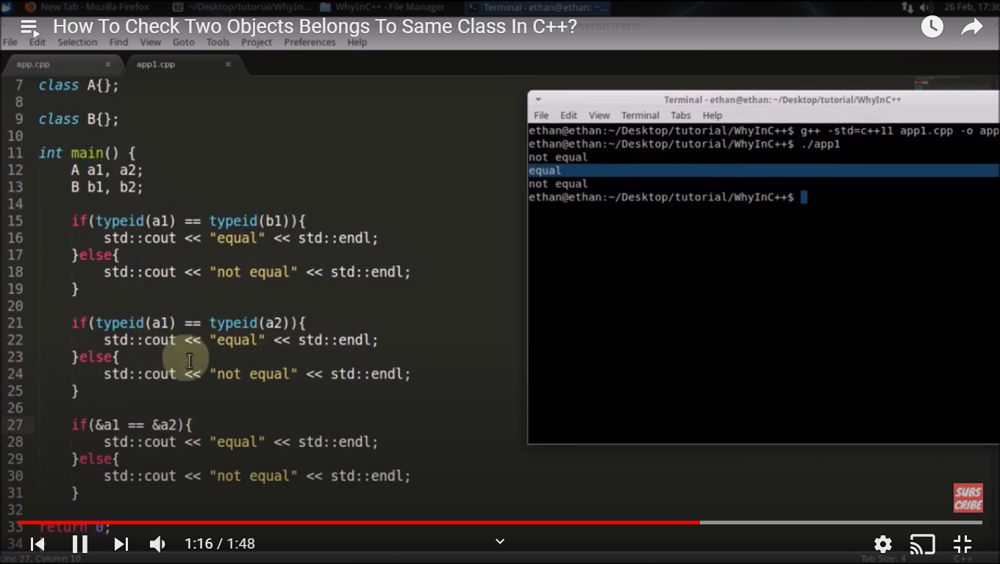 New Tab - Mozilla Firefox ~/Desktop/tutorial/WhyIn... WhyInC++ - File Manager Terminal - ethan@ethan: ~... 26 Feb, 17:36
How To Check Two Objects Belongs To Same Class In C++?
File Edit Selection Find View Goto Tools Project Preferences Help
app.cpp × app1.cpp ×
7 class A{};
8
9 class B{};
10
11 int main() {
12 A a1, a2;
13 B b1, b2;
14
15 if(typeid(a1) == typeid(b1)){
16 std::cout << "equal" << std::endl;
17 }else{
18 std::cout << "not equal" << std::endl;
19 }
20
21 if(typeid(a1) == typeid(a2)){
22 std::cout << "equal" << std::endl;
23 }else{
24 std::cout << "not equal" << std::endl;
25 }
26
27 if(&a1 == &a2){
28 std::cout << "equal" << std::endl;
29 }else{
30 std::cout << "not equal" << std::endl;
31 }
32
33 return 0;
34
Terminal - ethan@ethan: ~/Desktop/tutorial/WhyInC++
File Edit View Terminal Tabs Help
ethan@ethan:~/Desktop/tutorial/WhyInC++$ g++ -std=c++11 app1.cpp -o app
ethan@ethan:~/Desktop/tutorial/WhyInC++$ ./app1
not equal
equal
not equal
ethan@ethan:~/Desktop/tutorial/WhyInC++$
SUBS
CRIBE
1:16 / 1:48
Line 27, Column 10 Tab Size: 4 C++